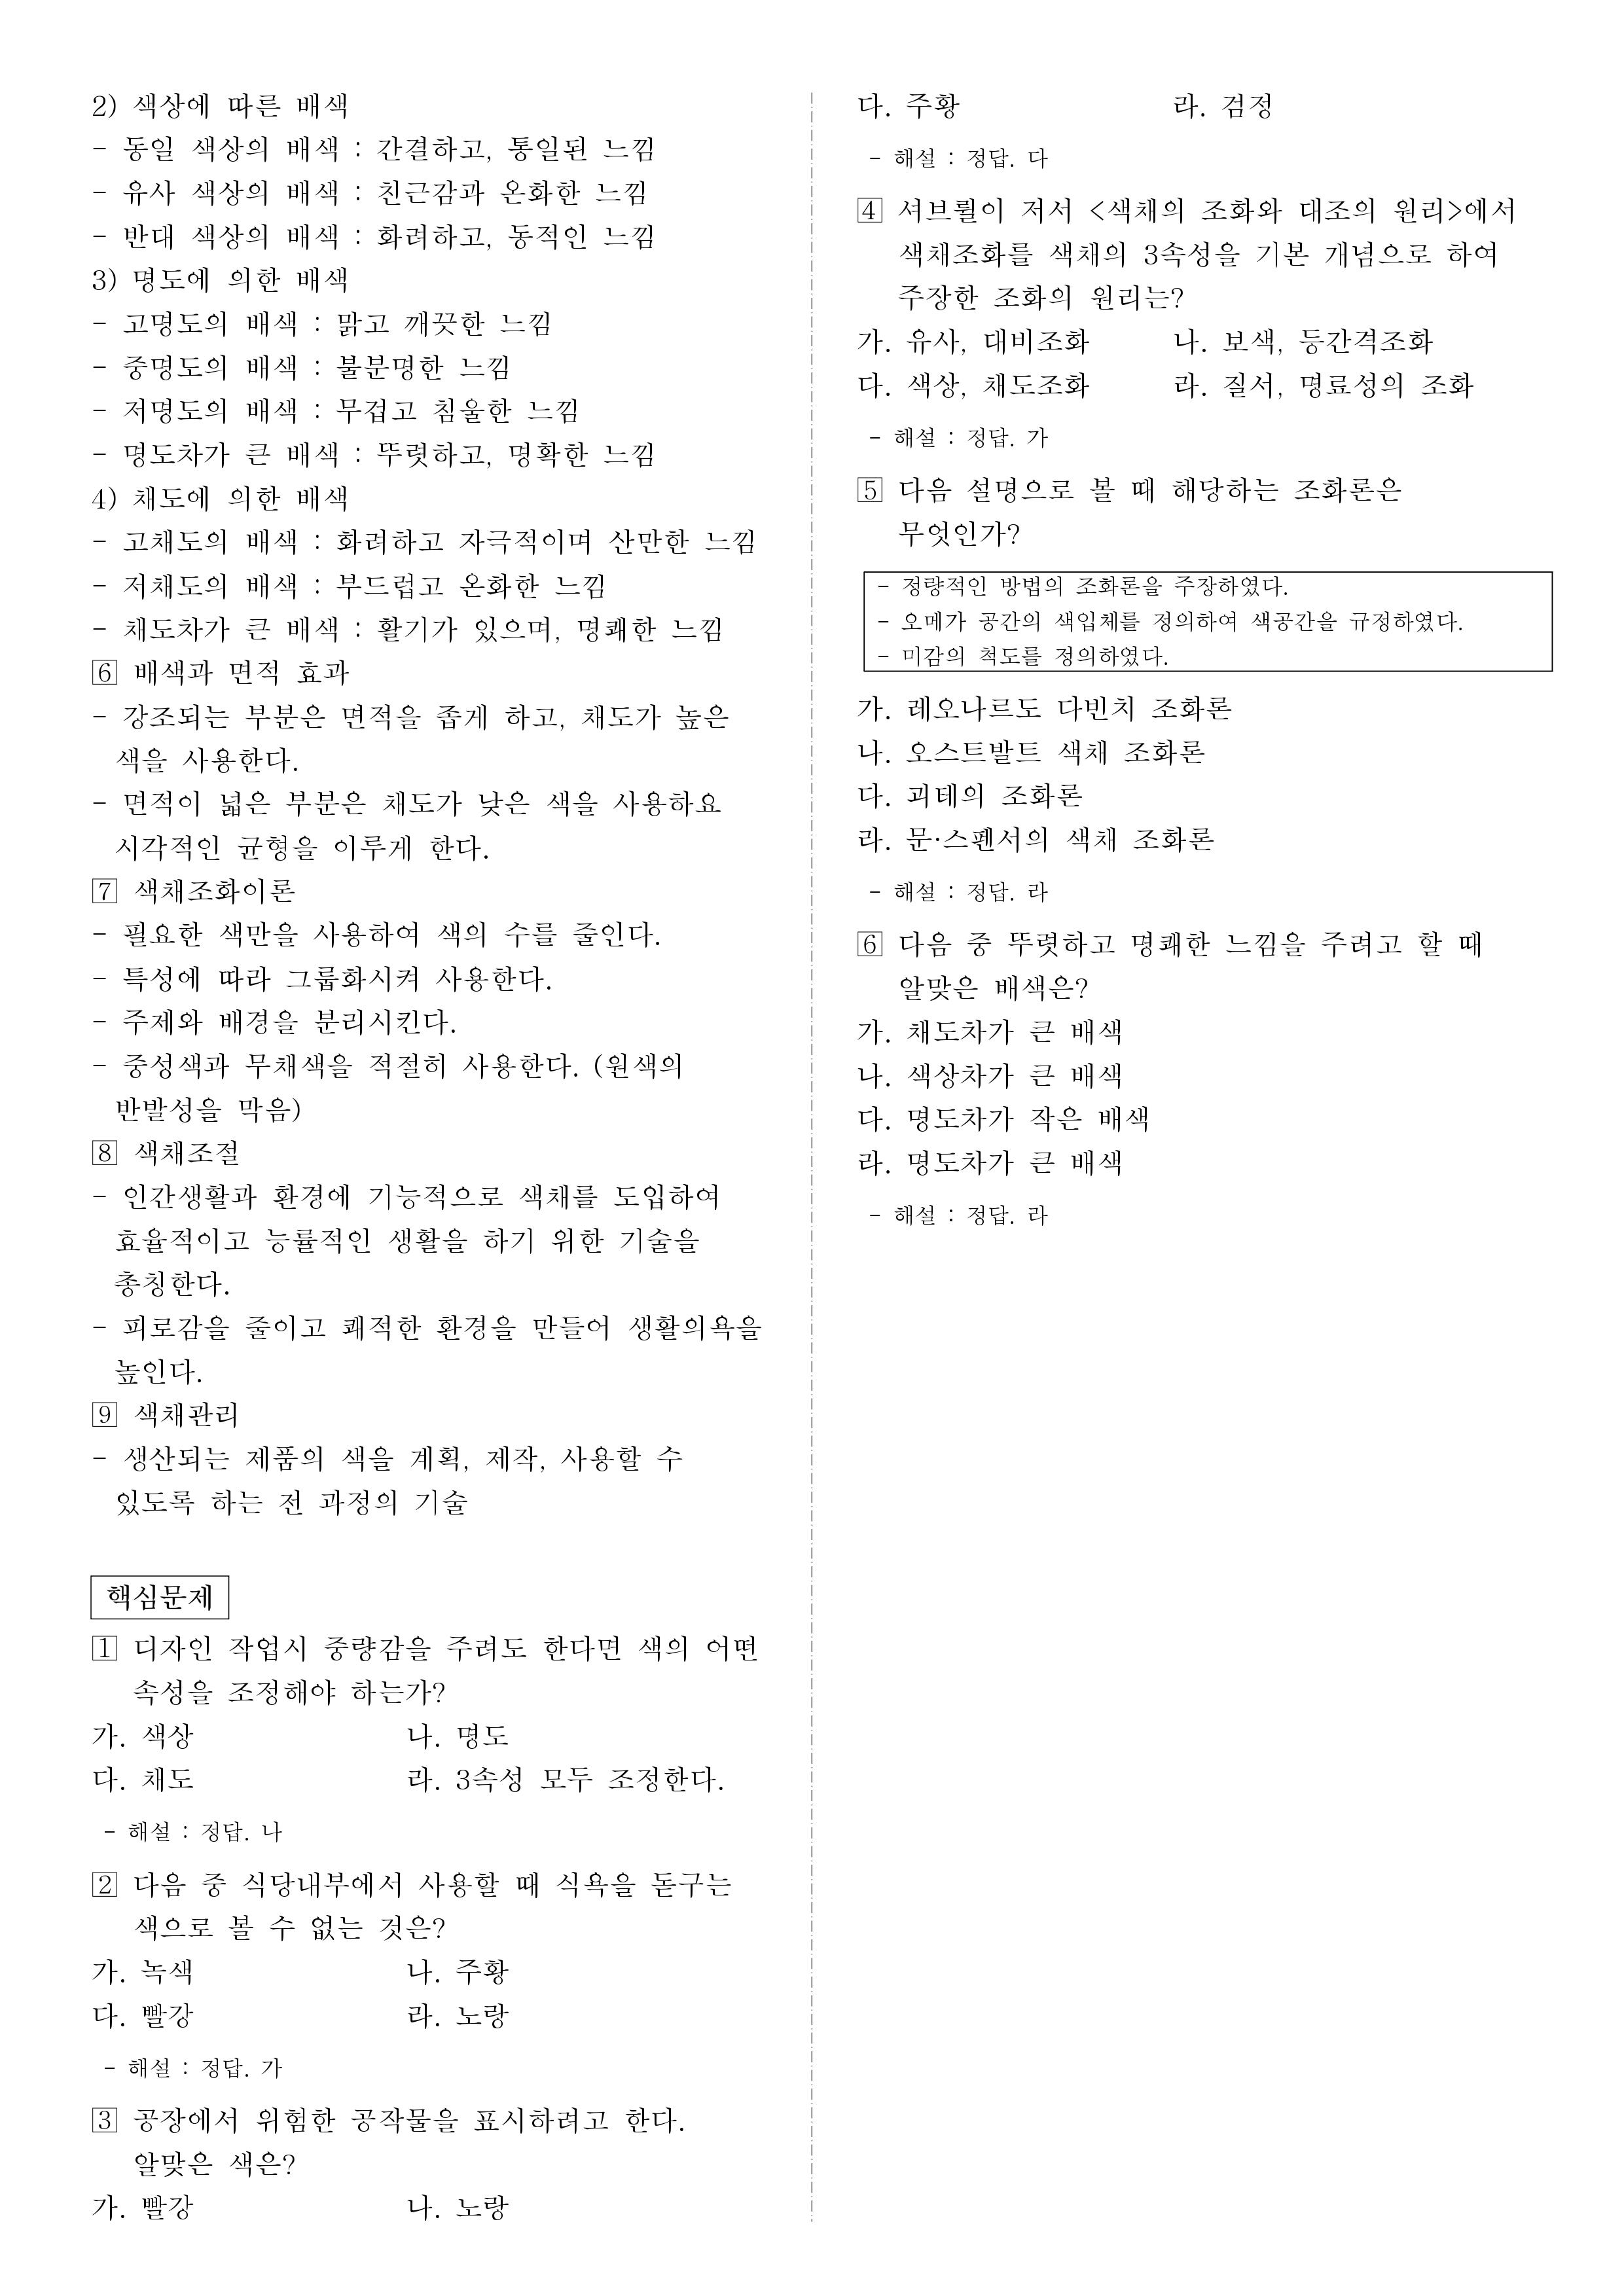 2) 색상에 따른 배색
- 동일 색상의 배색 : 간결하고, 통일된 느낌
- 유사 색상의 배색 : 친근감과 온화한 느낌
- 반대 색상의 배색 : 화려하고, 동적인 느낌
3) 명도에 의한 배색
- 고명도의 배색 : 맑고 깨끗한 느낌
- 중명도의 배색 : 불분명한 느낌
- 저명도의 배색 : 무겁고 침울한 느낌
- 명도차가 큰 배색 : 뚜렷하고, 명확한 느낌
4) 채도에 의한 배색
- 고채도의 배색 : 화려하고 자극적이며 산만한 느낌
- 저채도의 배색 : 부드럽고 온화한 느낌
- 채도차가 큰 배색 : 활기가 있으며, 명쾌한 느낌
6 배색과 면적 효과
- 강조되는 부분은 면적을 좁게 하고, 채도가 높은
색을 사용한다.
- 면적이 넓은 부분은 채도가 낮은 색을 사용하요
시각적인 균형을 이루게 한다.
7 색채조화이론
- 필요한 색만을 사용하여 색의 수를 줄인다.
- 특성에 따라 그룹화시켜 사용한다.
- 주제와 배경을 분리시킨다.
- 중성색과 무채색을 적절히 사용한다. (원색의
반발성을 막음)
8 색채조절
- 인간생활과 환경에 기능적으로 색채를 도입하여
효율적이고 능률적인 생활을 하기 위한 기술을
총칭한다.
- 피로감을 줄이고 쾌적한 환경을 만들어 생활의욕을
높인다.
9 색채관리
- 생산되는 제품의 색을 계획, 제작, 사용할 수
있도록 하는 전 과정의 기술
핵심문제
1 디자인 작업시 중량감을 주려도 한다면 색의 어떤
속성을 조정해야 하는가?
가. 색상 나. 명도
다. 채도 라. 3속성 모두 조정한다.
- 해설 : 정답. 나
2 다음 중 식당내부에서 사용할 때 식욕을 돋구는
색으로 볼 수 없는 것은?
가. 녹색 나. 주황
다. 빨강 라. 노랑
- 해설 : 정답. 가
3 공장에서 위험한 공작물을 표시하려고 한다.
알맞은 색은?
가. 빨강 나. 노랑
다. 주황 라. 검정
- 해설 : 정답. 다
4 셔브뢸이 저서 <색채의 조화와 대조의 원리>에서
색채조화를 색채의 3속성을 기본 개념으로 하여
주장한 조화의 원리는?
가. 유사, 대비조화 나. 보색, 등간격조화
다. 색상, 채도조화 라. 질서, 명료성의 조화
- 해설 : 정답. 가
5 다음 설명으로 볼 때 해당하는 조화론은
무엇인가?
- 정량적인 방법의 조화론을 주장하였다.
- 오메가 공간의 색입체를 정의하여 색공간을 규정하였다.
- 미감의 척도를 정의하였다.
가. 레오나르도 다빈치 조화론
나. 오스트발트 색채 조화론
다. 괴테의 조화론
라. 문·스펜서의 색채 조화론
- 해설 : 정답. 라
6 다음 중 뚜렷하고 명쾌한 느낌을 주려고 할 때
알맞은 배색은?
가. 채도차가 큰 배색
나. 색상차가 큰 배색
다. 명도차가 작은 배색
라. 명도차가 큰 배색
- 해설 : 정답. 라